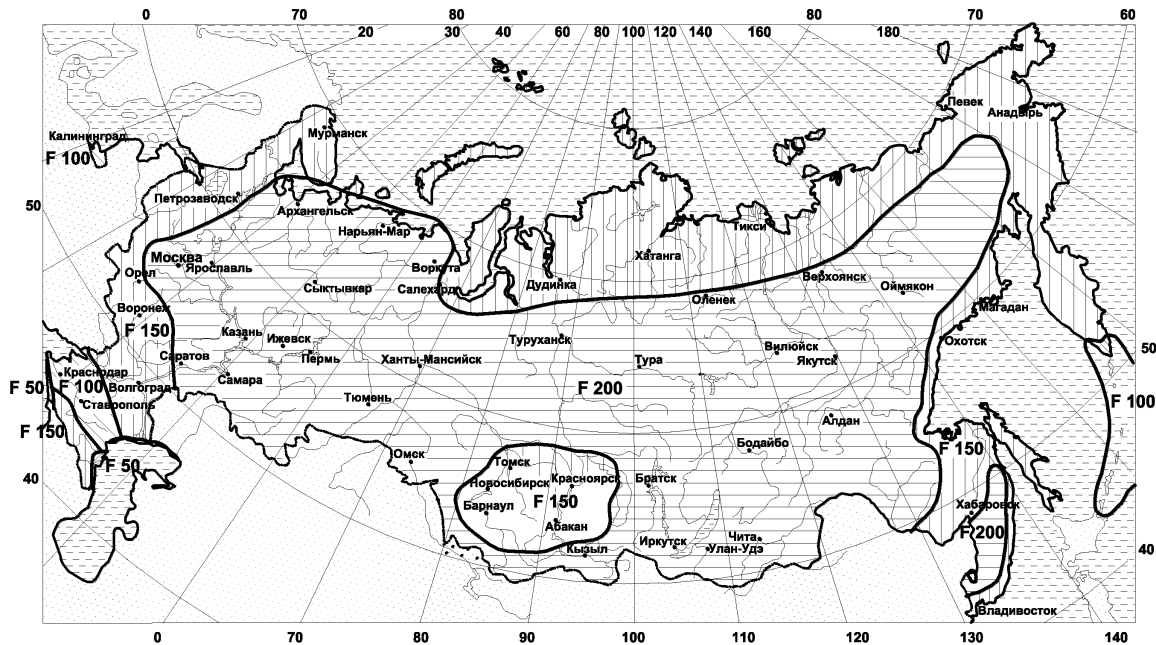 0 70 80 80 70 60
20 30 40 60 80 100 120 140 160 180
Певек
Анадырь
Мурманск
Калининград
F 100
Петрозаводск
50
Архангельск
Нарьян-Мар
Тикси
Москва
Ярославль
Хатанга
Орел
Воркута
Верхоянск
Сыктывкар
Салехард
Дудинка
Оймякон
Оленек
Воронеж
Магадан
F 150
Казань
Ижевск
Туруханск
Охотск
Саратов
Пермь
Ханты-Мансийск
Тура
Вилюйск
Якутск
50
Краснодар
Самара
F 50
F 100
Волгоград
F 200
Тюмень
F 100
Ставрополь
Алдан
F 150
Бодайбо
F 150
Омск
F 50
Томск
40
Новосибирск
Красноярск
Братск
F 150
Барнаул
Хабаровск
Абакан
F 200
Иркутск
Чита
Кызыл
Улан-Удэ
40
Владивосток
0 70 80 90 100 110 120 130 140